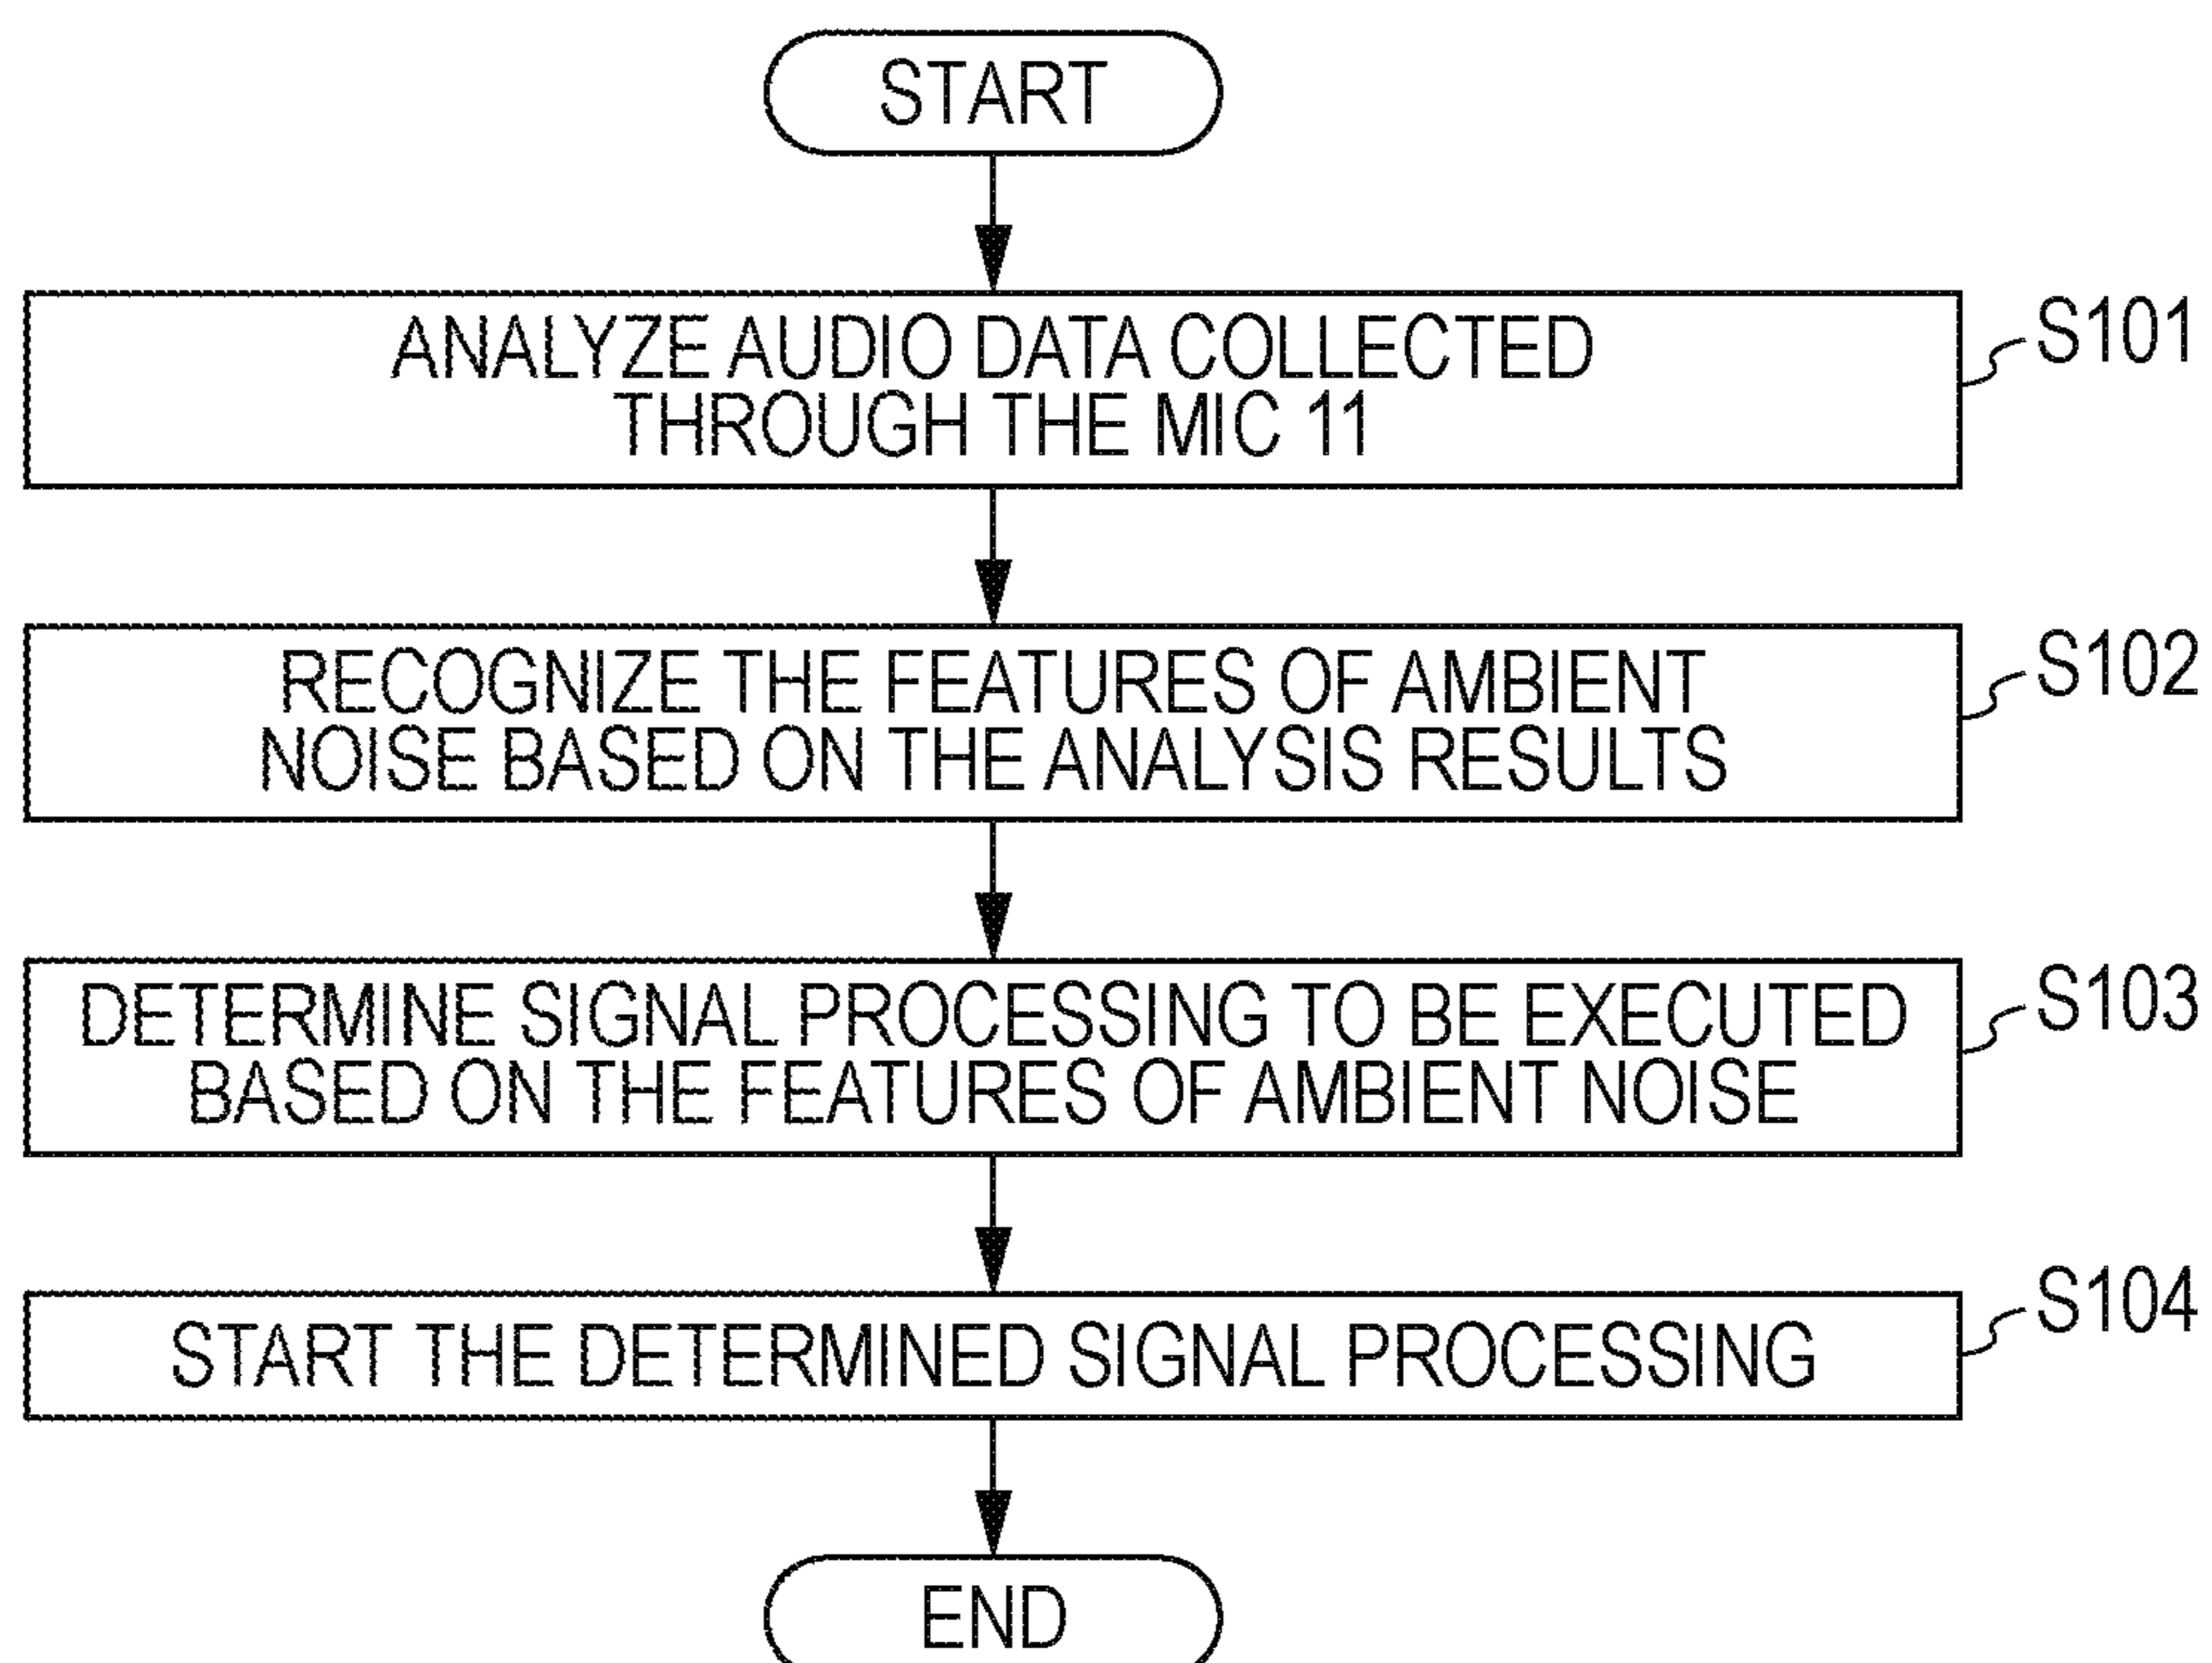 START
ANALYZE AUDIO DATA COLLECTED
THROUGH THE MIC 11
S101
RECOGNIZE THE FEATURES OF AMBIENT
NOISE BASED ON THE ANALYSIS RESULTS
S102
DETERMINE SIGNAL PROCESSING TO BE EXECUTED
BASED ON THE FEATURES OF AMBIENT NOISE
S103
START THE DETERMINED SIGNAL PROCESSING
S104
END